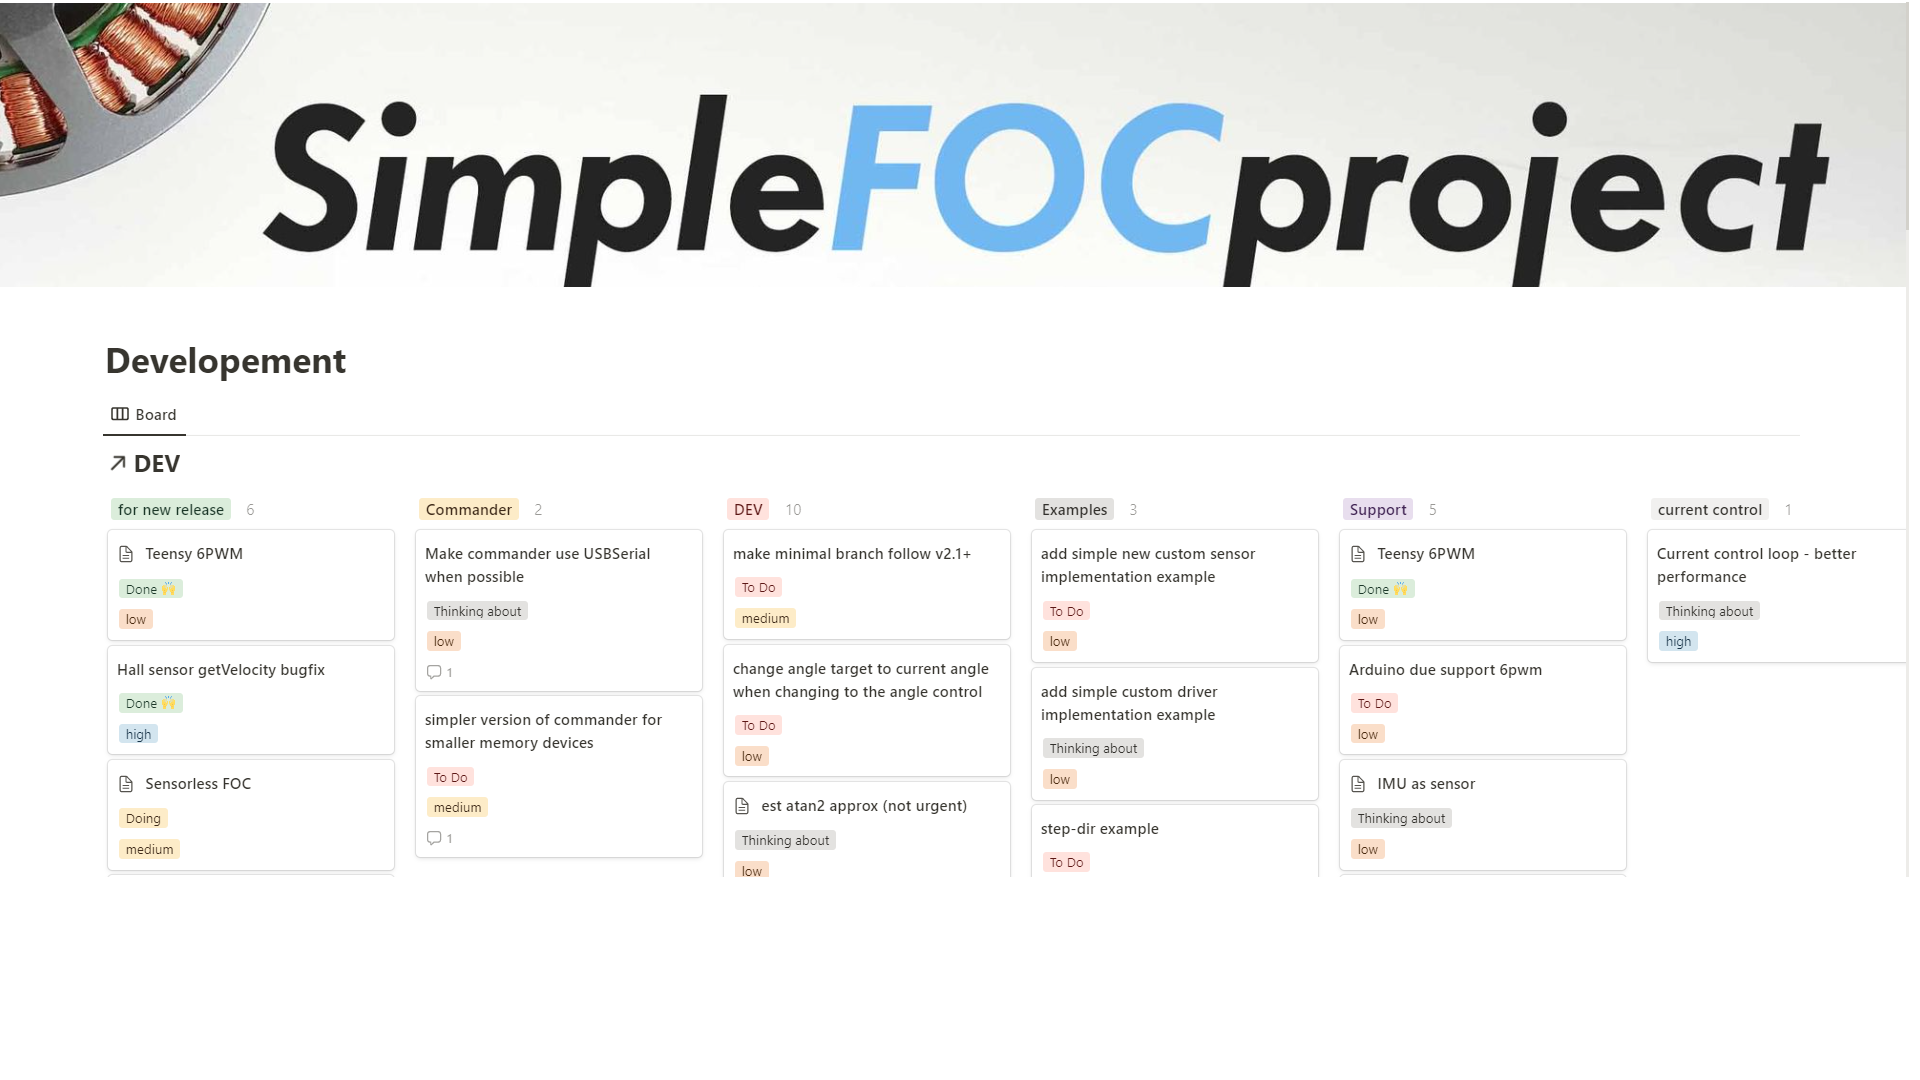 SimpleFOCproject
Developement
Board
DEV
for new release 6
Teensy 6PWM
Done 🙌
low
Hall sensor getVelocity bugfix
Done 🙌
high
Sensorless FOC
Doing
medium
Commander 2
Make commander use USBSerial
when possible
Thinking about
low
1
simpler version of commander for
smaller memory devices
To Do
medium
1
DEV 10
make minimal branch follow v2.1+
To Do
medium
change angle target to current angle
when changing to the angle control
To Do
low
est atan2 approx (not urgent)
Thinking about
low
Examples 3
add simple new custom sensor
implementation example
To Do
low
add simple custom driver
implementation example
Thinking about
low
step-dir example
To Do
Support 5
Teensy 6PWM
Done 🙌
low
Arduino due support 6pwm
To Do
low
IMU as sensor
Thinking about
low
current control 1
Current control loop - better
performance
Thinking about
high